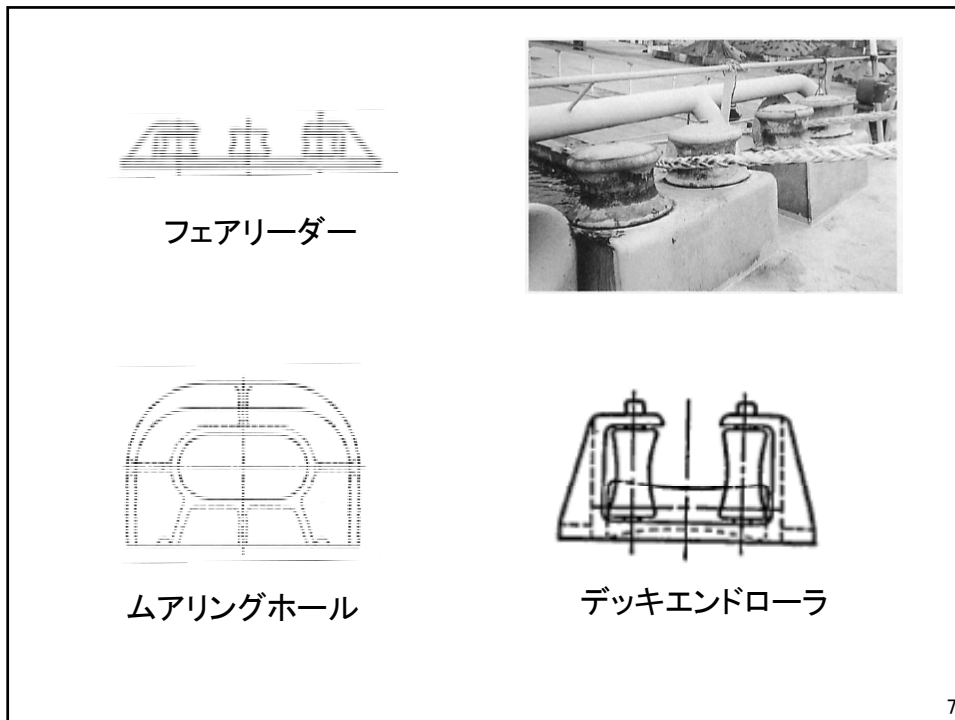 フェアリーダー
ムアリングホール
デッキエンドローラ
7